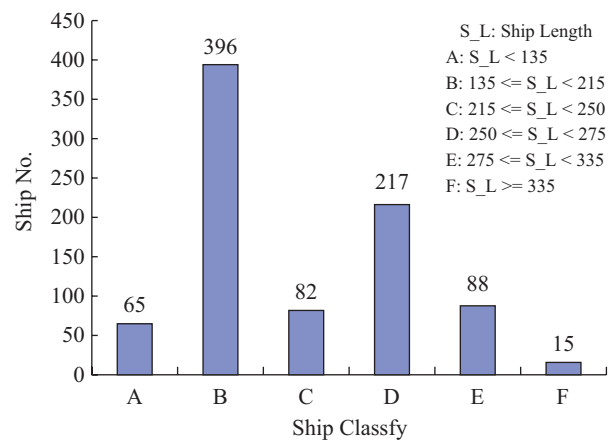 450
400
350
300
250
200
150
100
50
0
Ship No.
65
396
82
217
88
15
S_L: Ship Length
A: S_L < 135
B: 135 <= S_L < 215
C: 215 <= S_L < 250
D: 250 <= S_L < 275
E: 275 <= S_L < 335
F: S_L >= 335
A B C D E F
Ship Classfy